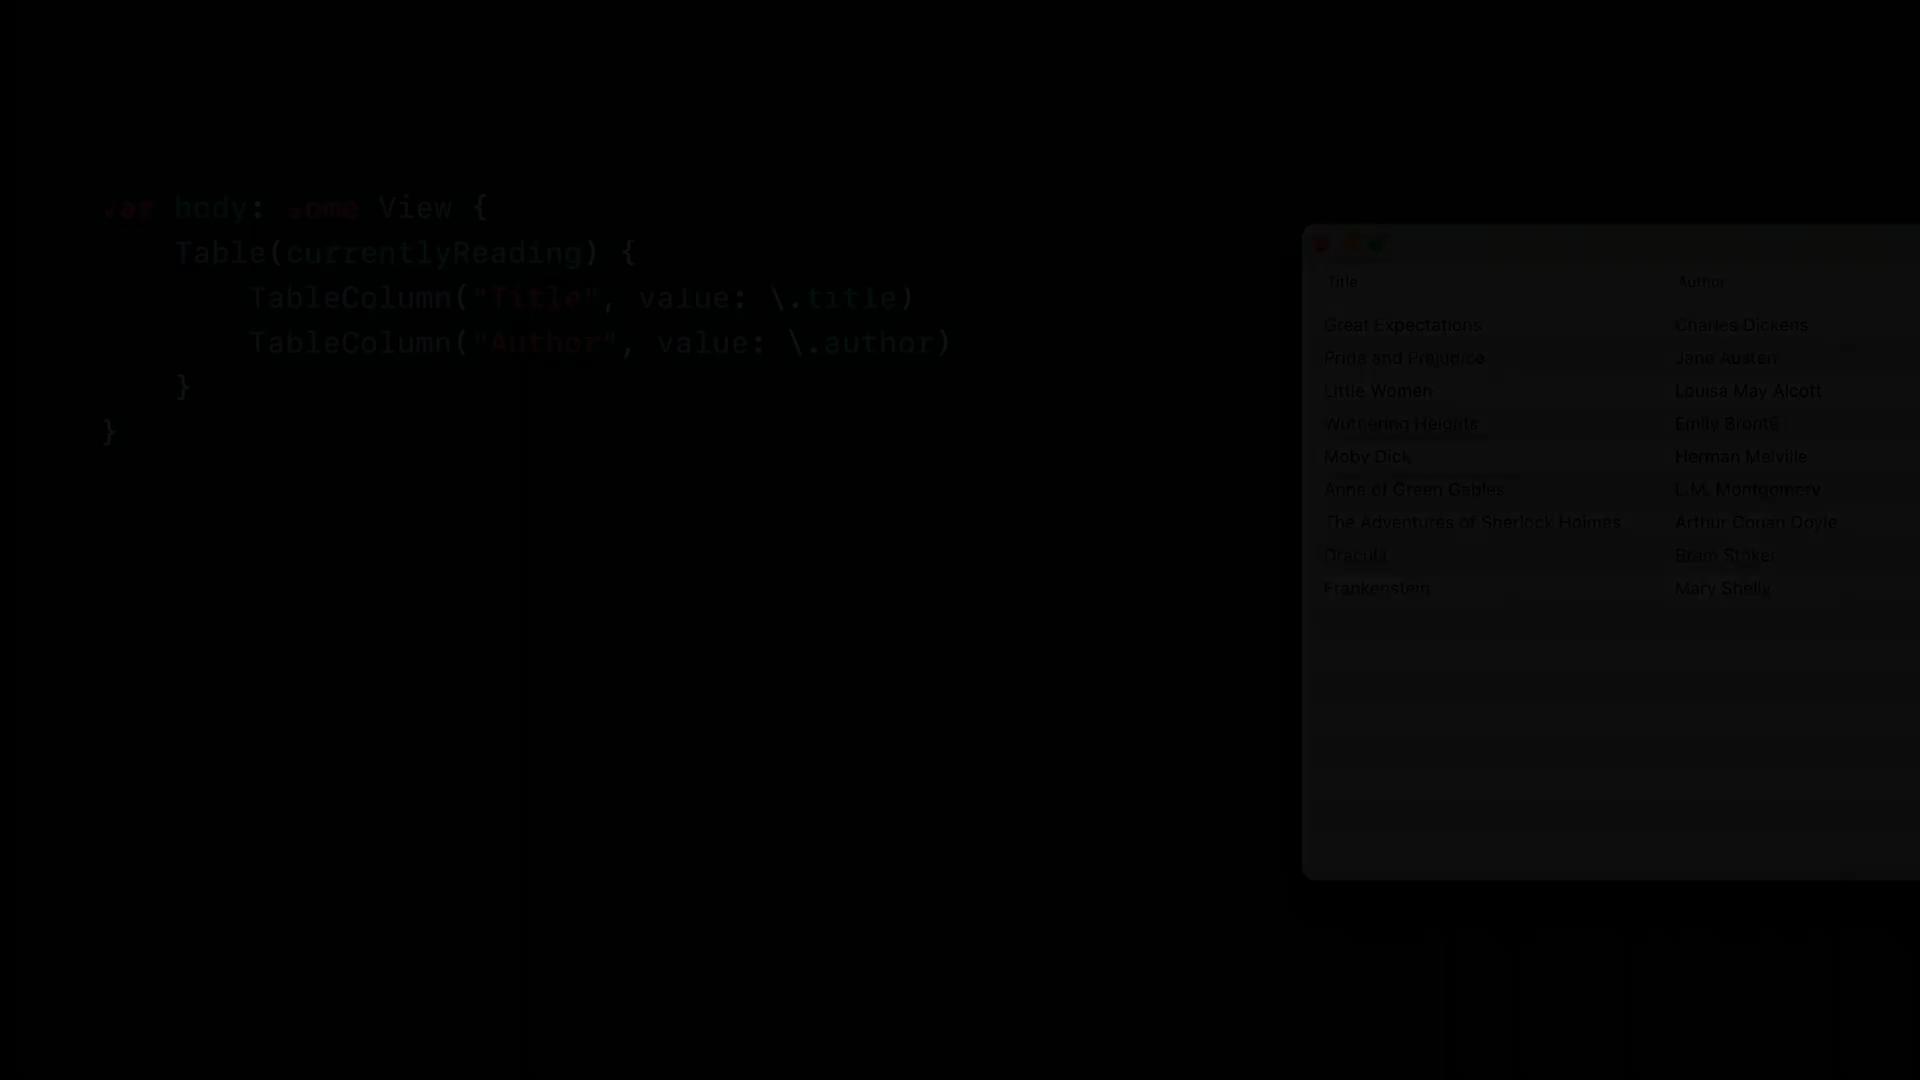 var body: some View {
Table(currentlyReading) {
TableColumn("Title", value: \.title)
TableColumn("Author", value: \.author)
}
}
Title Author
Great Expectations Charles Dickens
Pride and Prejudice Jane Austen
Little Women Louisa May Alcott
Wuthering Heights Emily Brontë
Moby Dick Herman Melville
Anne of Green Gables L.M. Montgomery
The Adventures of Sherlock Holmes Arthur Conan Doyle
Dracula Bram Stoker
Frankenstein Mary Shelly